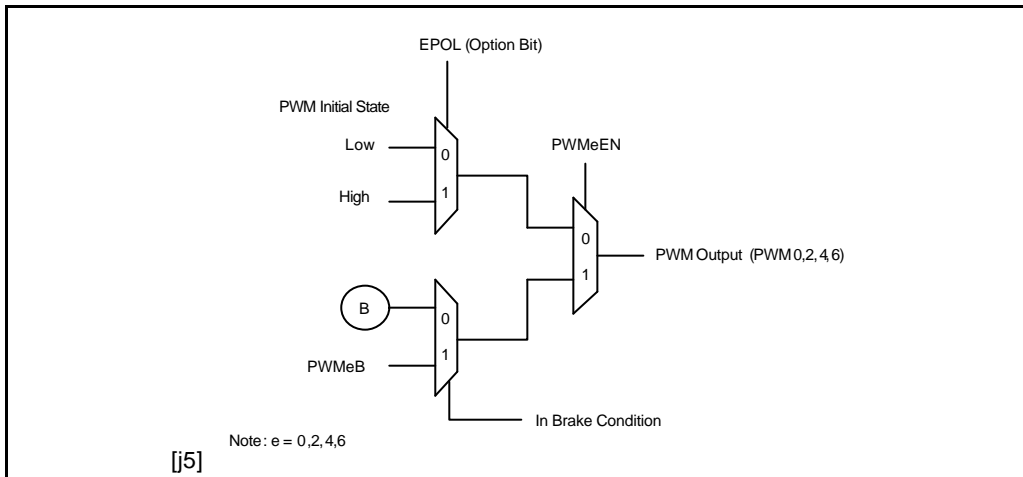 EPOL (Option Bit)
PWM Initial State
Low
0
PWMeEN
High
1
0
PWM Output (PWM 0,2,4,6)
1
B
0
1
PWMeB
In Brake Condition
Note: e = 0,2,4,6
[j5]